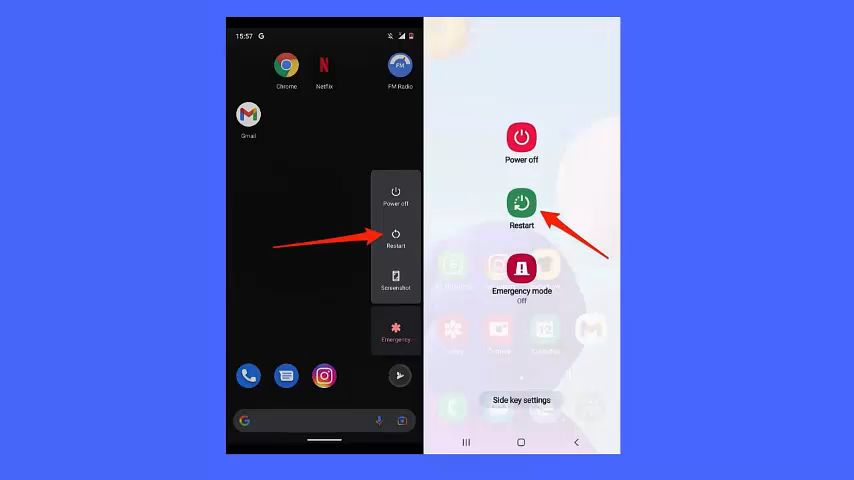 15:57 G
Chrome
Netflix
FM
FM Radio
Gmail
Power off
Restart
Screenshot
Emergency
Power off
Restart
Emergency mode
Off
Side key settings